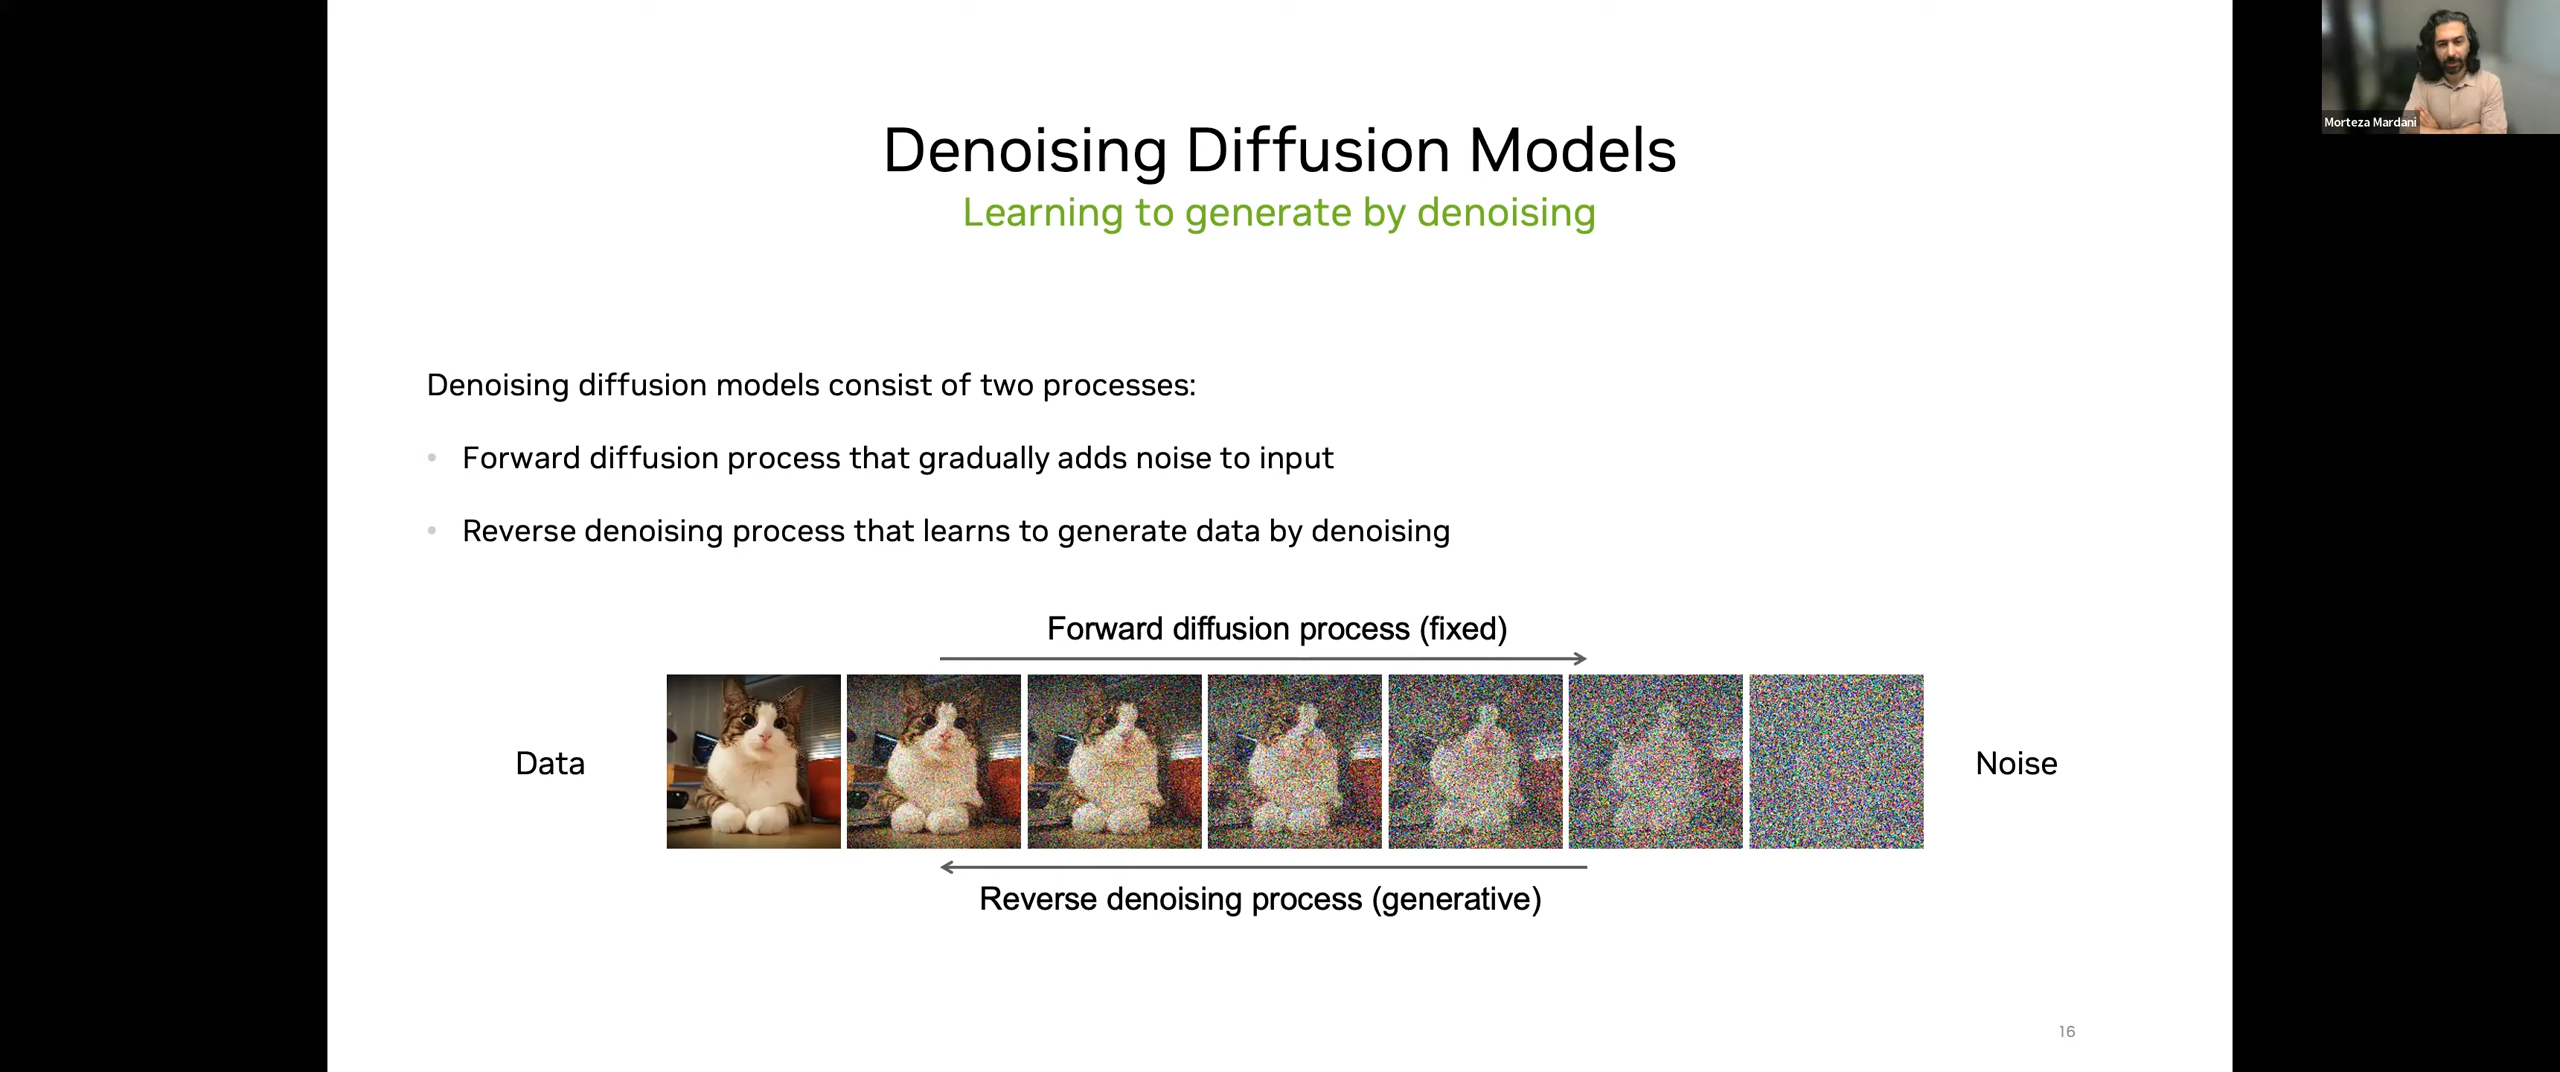 Denoising Diffusion Models
Learning to generate by denoising
Morteza Mardani
Denoising diffusion models consist of two processes:
• Forward diffusion process that gradually adds noise to input
• Reverse denoising process that learns to generate data by denoising
Forward diffusion process (fixed)
Data
Noise
Reverse denoising process (generative)
16